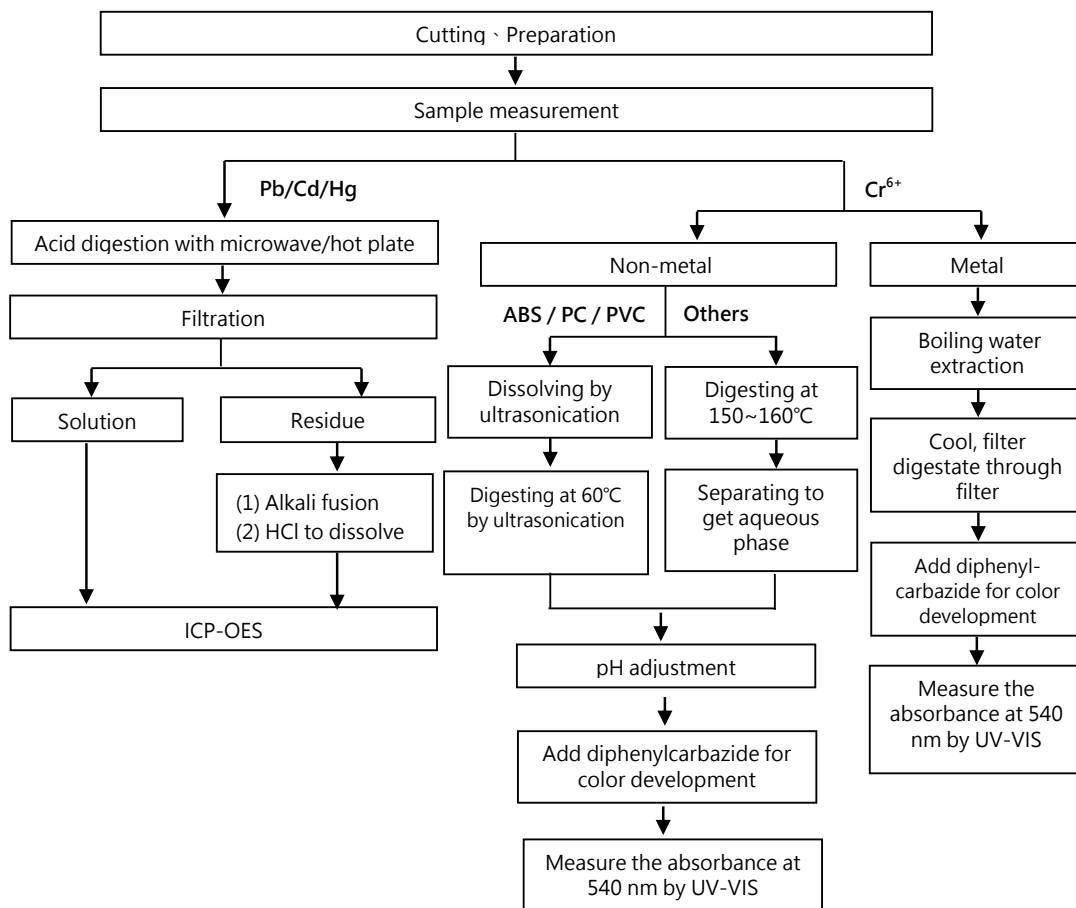 Cutting、Preparation
Sample measurement
Pb/Cd/Hg
Cr⁶⁺
Acid digestion with microwave/hot plate
Filtration
Solution
Residue
(1) Alkali fusion
(2) HCl to dissolve
ICP-OES
Non-metal
ABS / PC / PVC
Others
Dissolving by
ultrasonication
Digesting at 60℃
by ultrasonication
Digesting at
150~160℃
Separating to
get aqueous
phase
pH adjustment
Add diphenylcarbazide for
color development
Measure the absorbance at
540 nm by UV-VIS
Metal
Boiling water
extraction
Cool, filter
digestate through
filter
Add diphenyl-
carbazide for color
development
Measure the
absorbance at 540
nm by UV-VIS